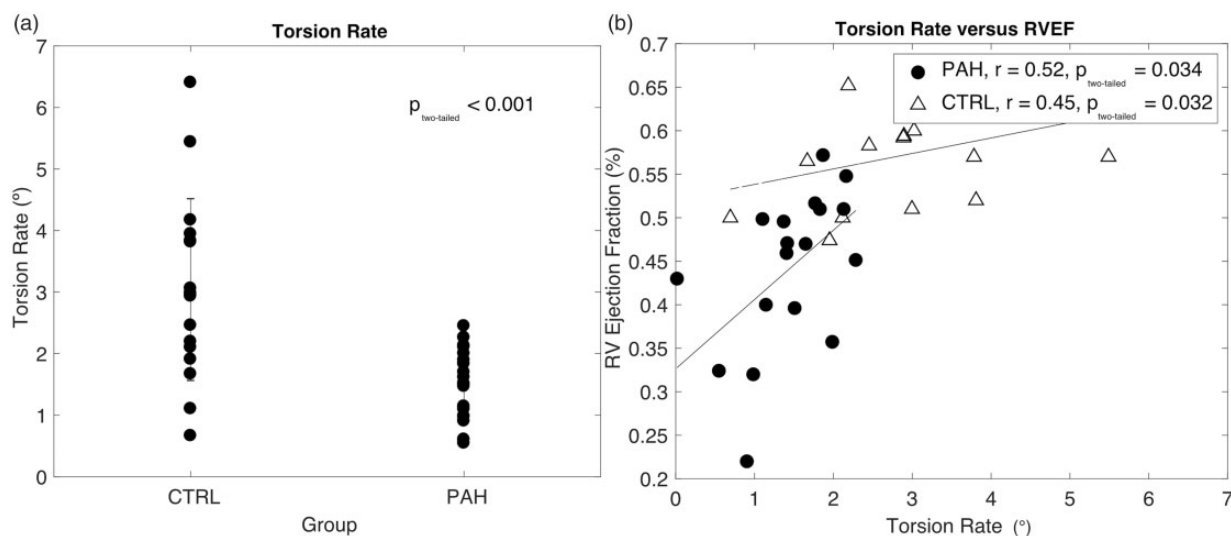 (a)
Torsion Rate
7
6
5
4
3
2
1
0
Torsion Rate (°)
p two-tailed < 0.001
CTRL
PAH
Group
(b)
Torsion Rate versus RVEF
0.7
0.65
0.6
0.55
0.5
0.45
0.4
0.35
0.3
0.25
0.2
RV Ejection Fraction (%)
PAH, r = 0.52, p two-tailed = 0.034
CTRL, r = 0.45, p two-tailed = 0.032
0 1 2 3 4 5 6 7
Torsion Rate (°)